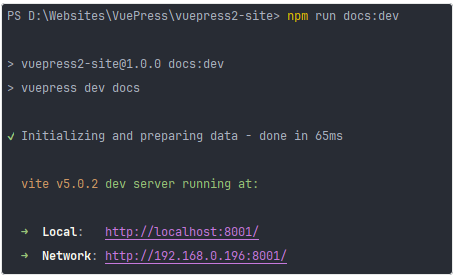 PS D:\Websites\VuePress\vuepress2-site> npm run docs:dev
> vuepress2-site@1.0.0 docs:dev
> vuepress dev docs
✔ Initializing and preparing data - done in 65ms
vite v5.0.2 dev server running at:
➜ Local: http://localhost:8001/
➜ Network: http://192.168.0.196:8001/